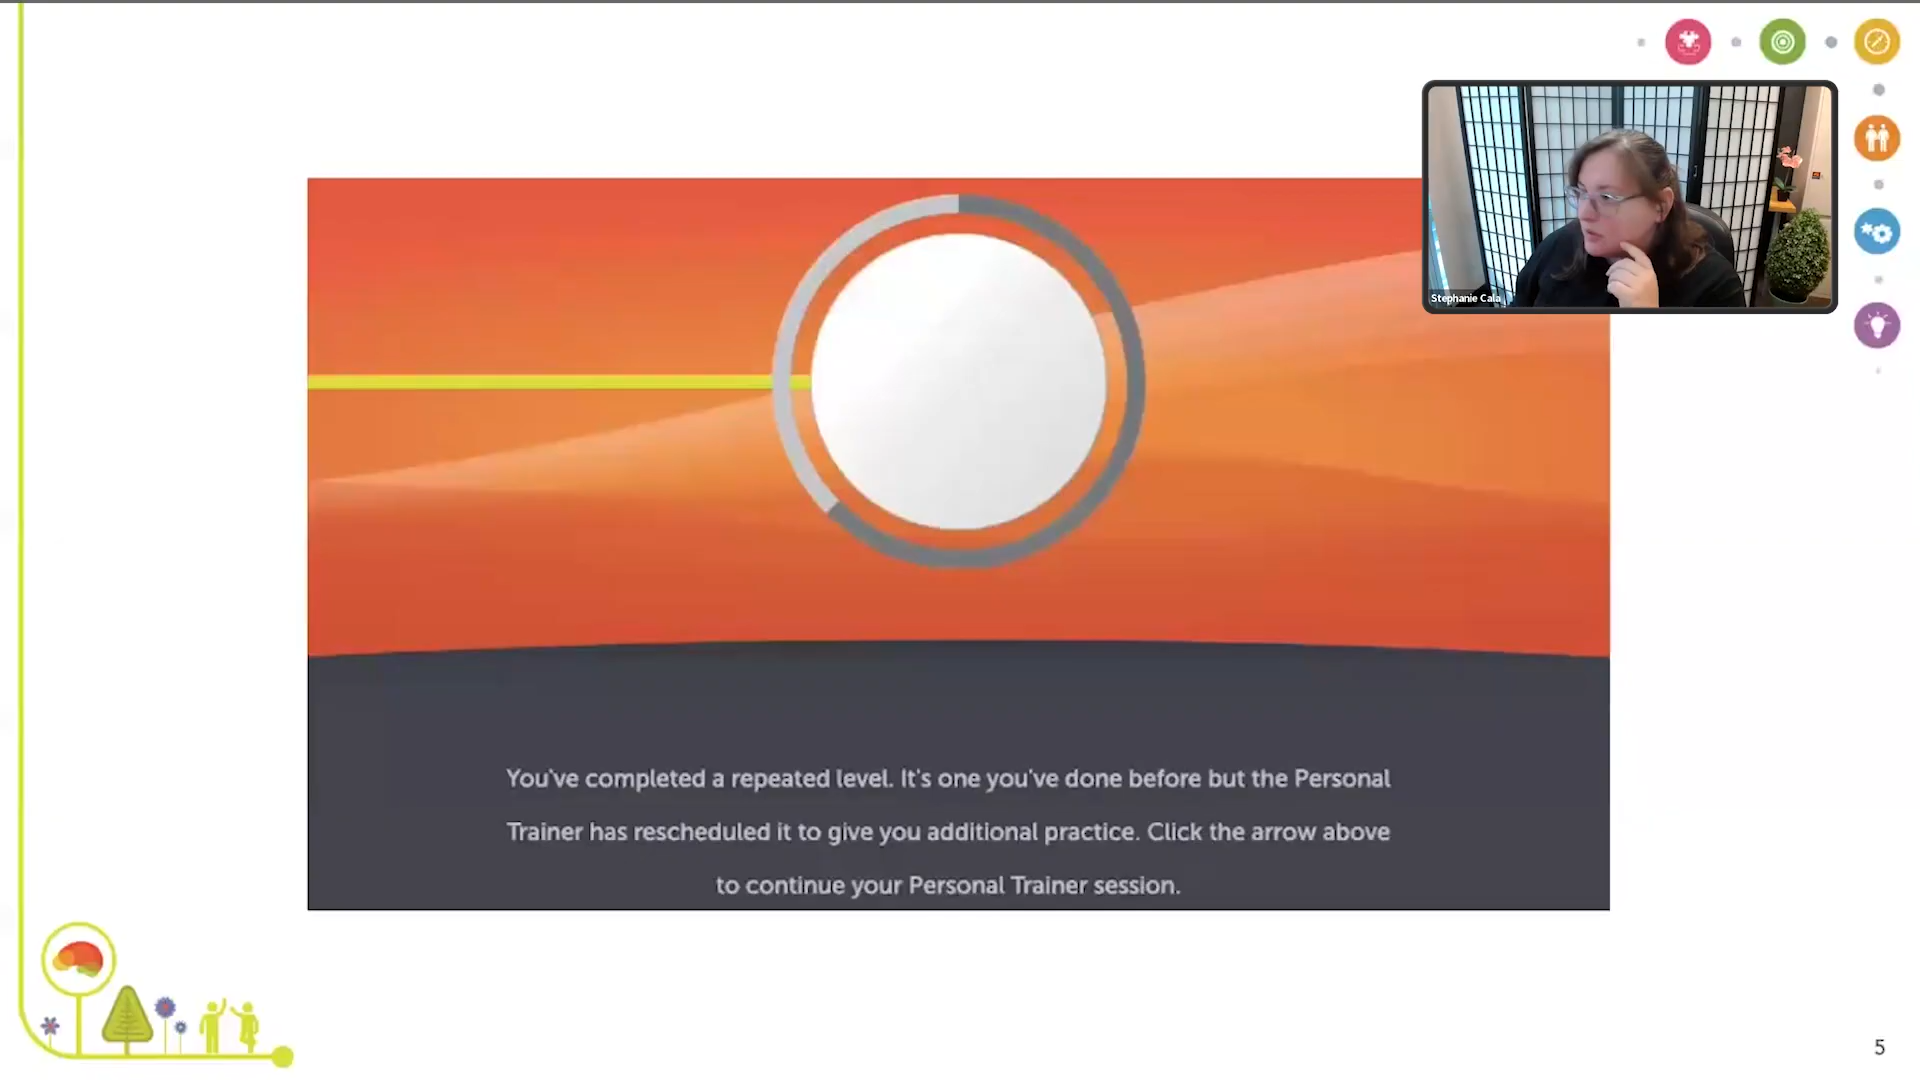 Stephanie Cala
You've completed a repeated level. It's one you've done before but the Personal
Trainer has rescheduled it to give you additional practice. Click the arrow above
to continue your Personal Trainer session.
5